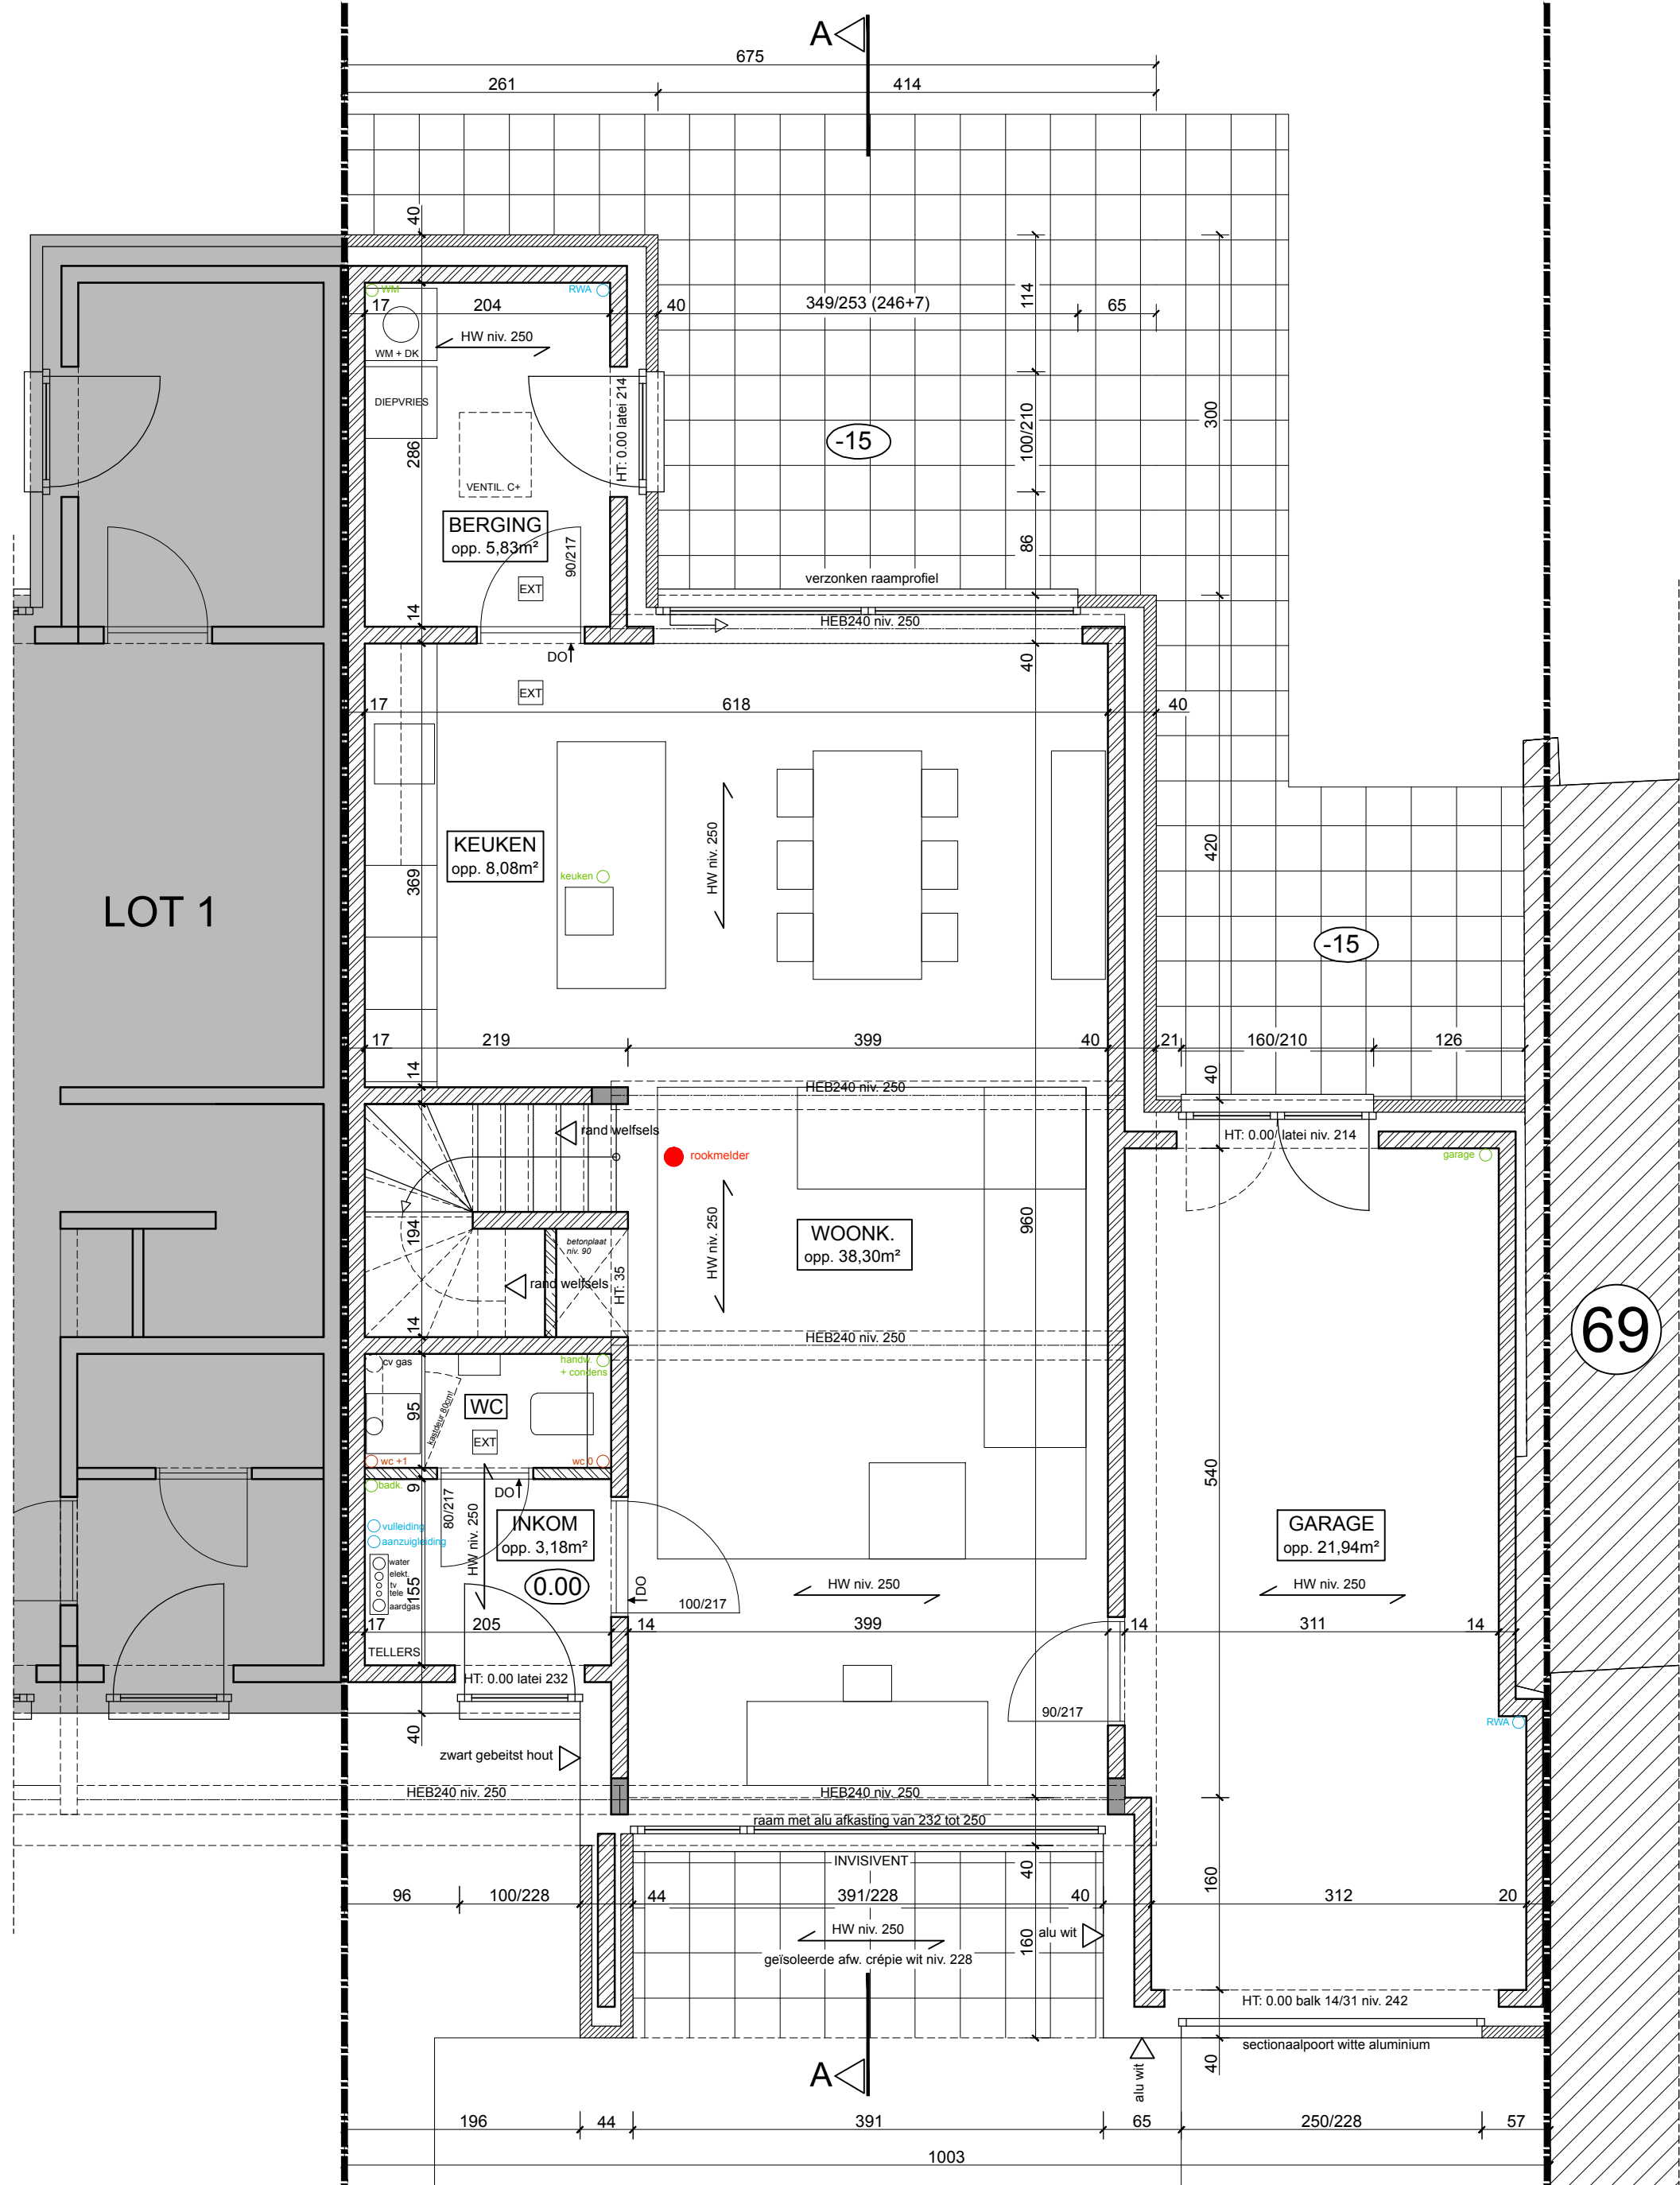 A
675
261
414
40
WM
RWA
17
204
40
349/253 (246+7)
65
114
HW niv. 250
WM + DK
DIEPVRIES
HT: 0.00 latei 214
286
100/210
300
-15
VENTIL. C+
BERGING
opp. 5,83m²
90/217
86
EXT
verzonken raamprofiel
14
HEB240 niv. 250
DO
40
EXT
17
618
40
KEUKEN
opp. 8,08m²
HW niv. 250
369
keuken
420
LOT 1
-15
17
219
399
40
21
160/210
126
14
40
HEB240 niv. 250
rand welfsels
rookmelder
HT: 0.00 latei niv. 214
garage
194
betonplaat
niv. 90
HW niv. 250
WOONK.
opp. 38,30m²
960
rand welfsels
HT: 35
14
HEB240 niv. 250
69
cv gas
handw.
+ condens
95
kastdeur 80cm!
WC
EXT
wc +1
wc 0
9
badk.
DO
80/217
HW niv. 250
540
vulleiding
aanzuigleiding
INKOM
opp. 3,18m²
GARAGE
opp. 21,94m²
water
elekt.
tv
tele
aardgas
155
0.00
DO
100/217
HW niv. 250
HW niv. 250
17
205
14
399
14
311
14
TELLERS
HT: 0.00 latei 232
90/217
RWA
40
zwart gebeitst hout
HEB240 niv. 250
HEB240 niv. 250
raam met alu afkasting van 232 tot 250
INVISIVENT
40
160
96
100/228
44
391/228
40
312
20
HW niv. 250
160
alu wit
geïsoleerde afw. crépie wit niv. 228
HT: 0.00 balk 14/31 niv. 242
sectionaalpoort witte aluminium
40
A
alu wit
196
44
391
65
250/228
57
1003